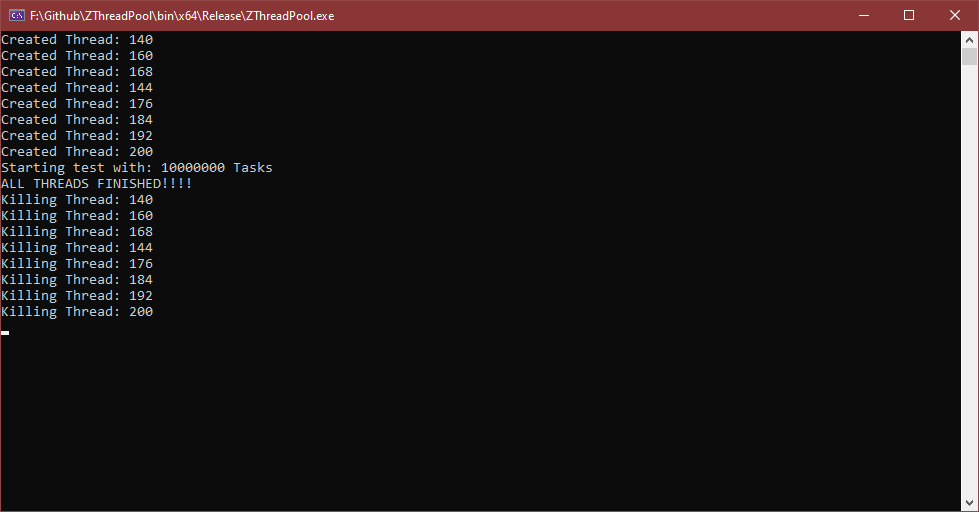 F:\Github\ZThreadPool\bin\x64\Release\ZThreadPool.exe
Created Thread: 140
Created Thread: 160
Created Thread: 168
Created Thread: 144
Created Thread: 176
Created Thread: 184
Created Thread: 192
Created Thread: 200
Starting test with: 10000000 Tasks
ALL THREADS FINISHED!!!!
Killing Thread: 140
Killing Thread: 160
Killing Thread: 168
Killing Thread: 144
Killing Thread: 176
Killing Thread: 184
Killing Thread: 192
Killing Thread: 200